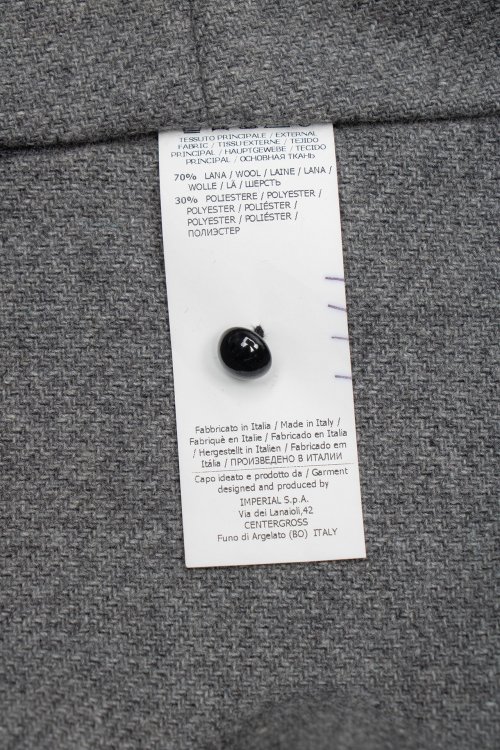 TESSUTO PRINCIPALE / EXTERNAL
FABRIC / TISSU EXTERNE / TEJIDO
PRINCIPAL / HAUPTGEWEBE / TECIDO
PRINCIPAL / ОСНОВНАЯ ТКАНЬ
70% LANA / WOOL / LAINE / LANA /
WOLLE / LÃ / ШЕРСТЬ
30% POLIESTERE / POLYESTER /
POLYESTER / POLIÉSTER /
POLYESTER / POLIÉSTER /
ПОЛИЭСТЕР
Fabbricato in Italia / Made in Italy /
Fabriqué en Italie / Fabricado en Italia
/ Hergestellt in Italien / Fabricado em
Itália / ПРОИЗВЕДЕНО В ИТАЛИИ
Capo ideato e prodotto da / Garment
designed and produced by
IMPERIAL S.p.A.
Via dei Lanaioli,42
CENTERGROSS
Funo di Argelato (BO) ITALY